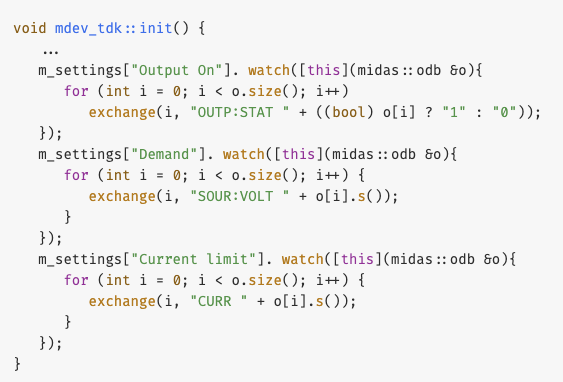 void mdev_tdk::init() {
...
m_settings["Output On"]. watch([this](midas::odb &o){
for (int i = 0; i < o.size(); i++)
exchange(i, "OUTP:STAT " + ((bool) o[i] ? "1" : "0"));
});
m_settings["Demand"]. watch([this](midas::odb &o){
for (int i = 0; i < o.size(); i++) {
exchange(i, "SOUR:VOLT " + o[i].s());
}
});
m_settings["Current limit"]. watch([this](midas::odb &o){
for (int i = 0; i < o.size(); i++) {
exchange(i, "CURR " + o[i].s());
}
});
}